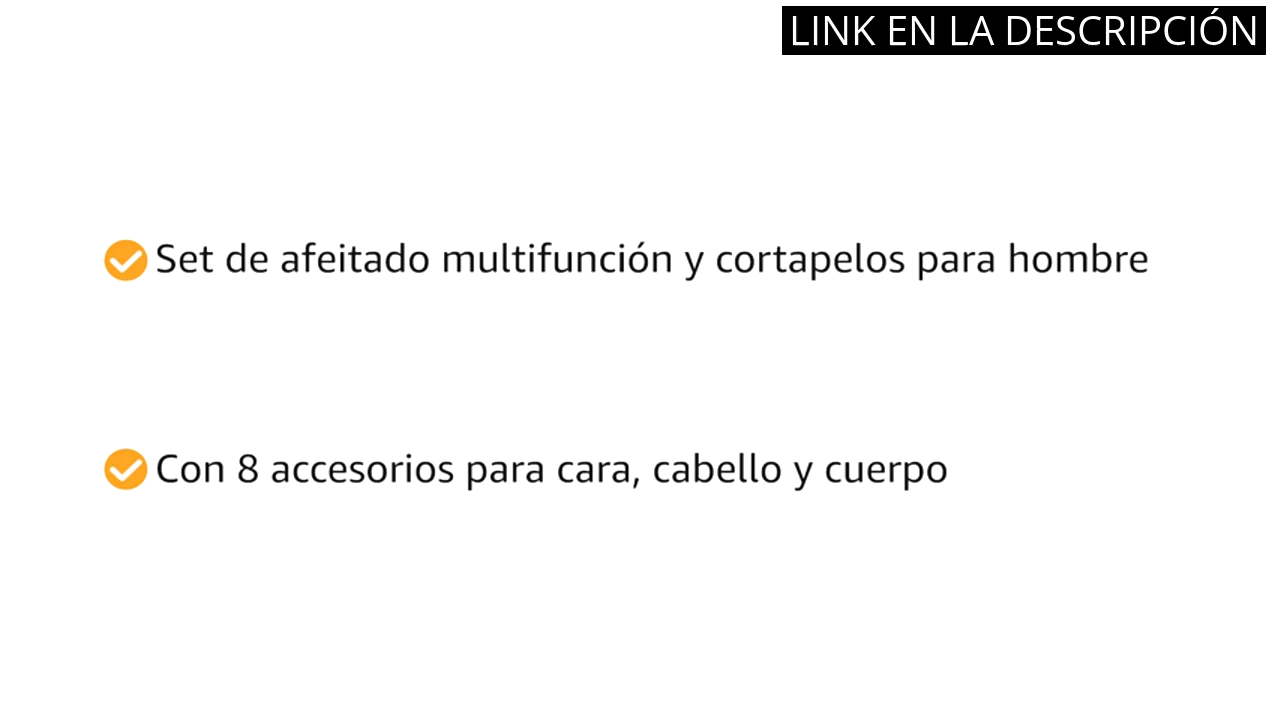 LINK EN LA DESCRIPCIÓN
Set de afeitado multifunción y cortapelos para hombre
Con 8 accesorios para cara, cabello y cuerpo